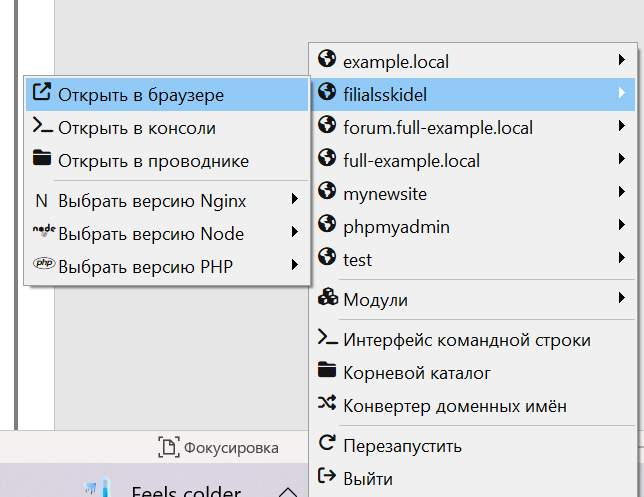 Открыть в браузере
Открыть в консоли
Открыть в проводнике
N Выбрать версию Nginx
node Выбрать версию Node
php Выбрать версию PHP
example.local
filialsskidel
forum.full-example.local
full-example.local
mynewsite
phpmyadmin
test
Модули
Интерфейс командной строки
Корневой каталог
Конвертер доменных имён
Перезапустить
Выйти
Фокусировка
Feels colder